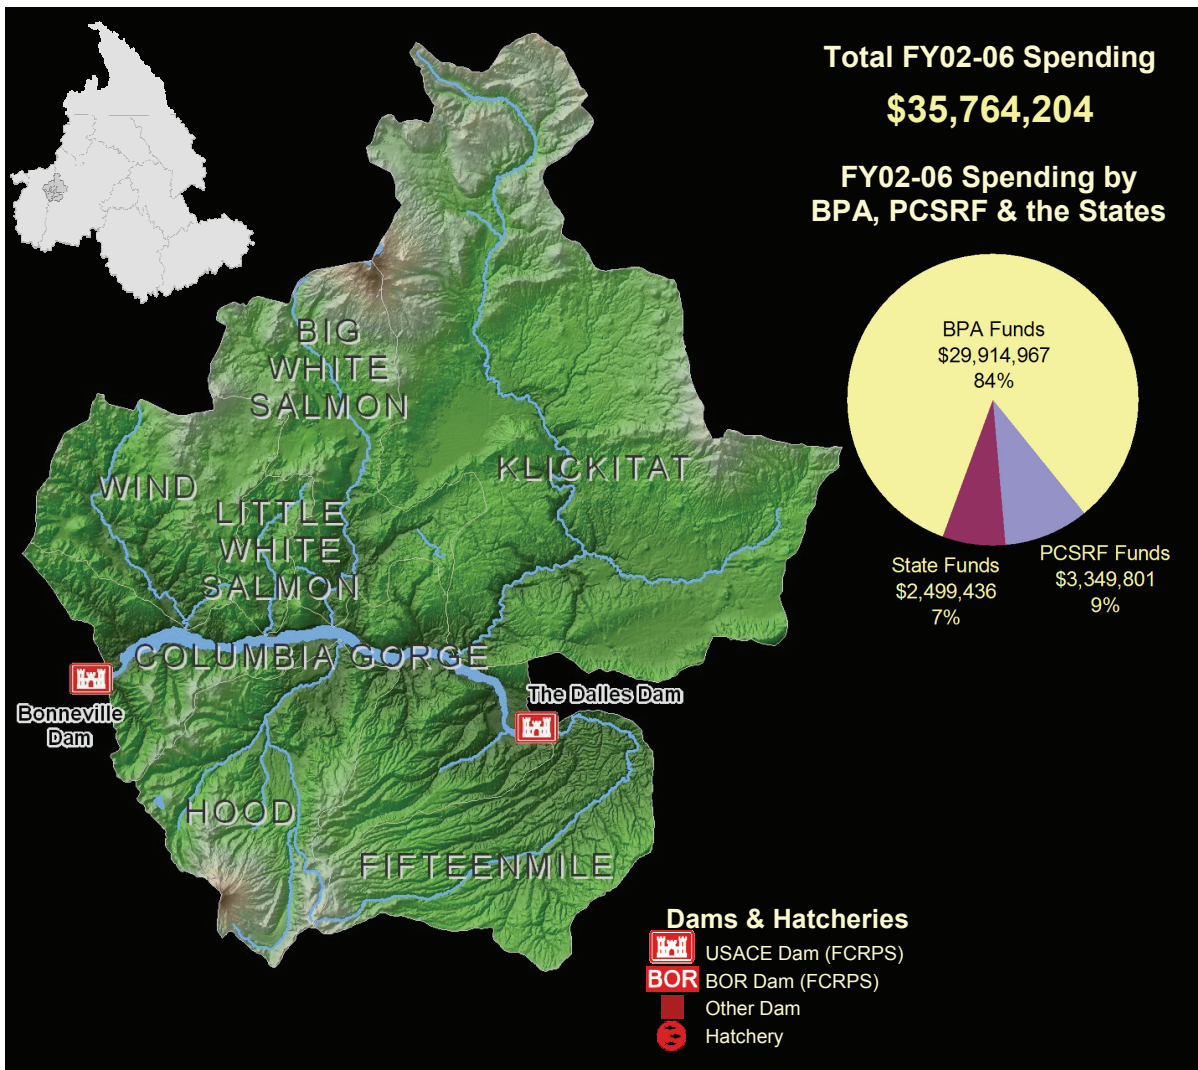 Total FY02-06 Spending
$35,764,204
FY02-06 Spending by
BPA, PCSRF & the States
BPA Funds
$29,914,967
84%
State Funds
$2,499,436
7%
PCSRF Funds
$3,349,801
9%
BIG
WHITE
SALMON
KLICKITAT
WIND
LITTLE
WHITE
SALMON
COLUMBIA GORGE
Bonneville
Dam
The Dalles Dam
HOOD
FIFTEENMILE
Dams & Hatcheries
USACE Dam (FCRPS)
BOR
BOR Dam (FCRPS)
Other Dam
Hatchery